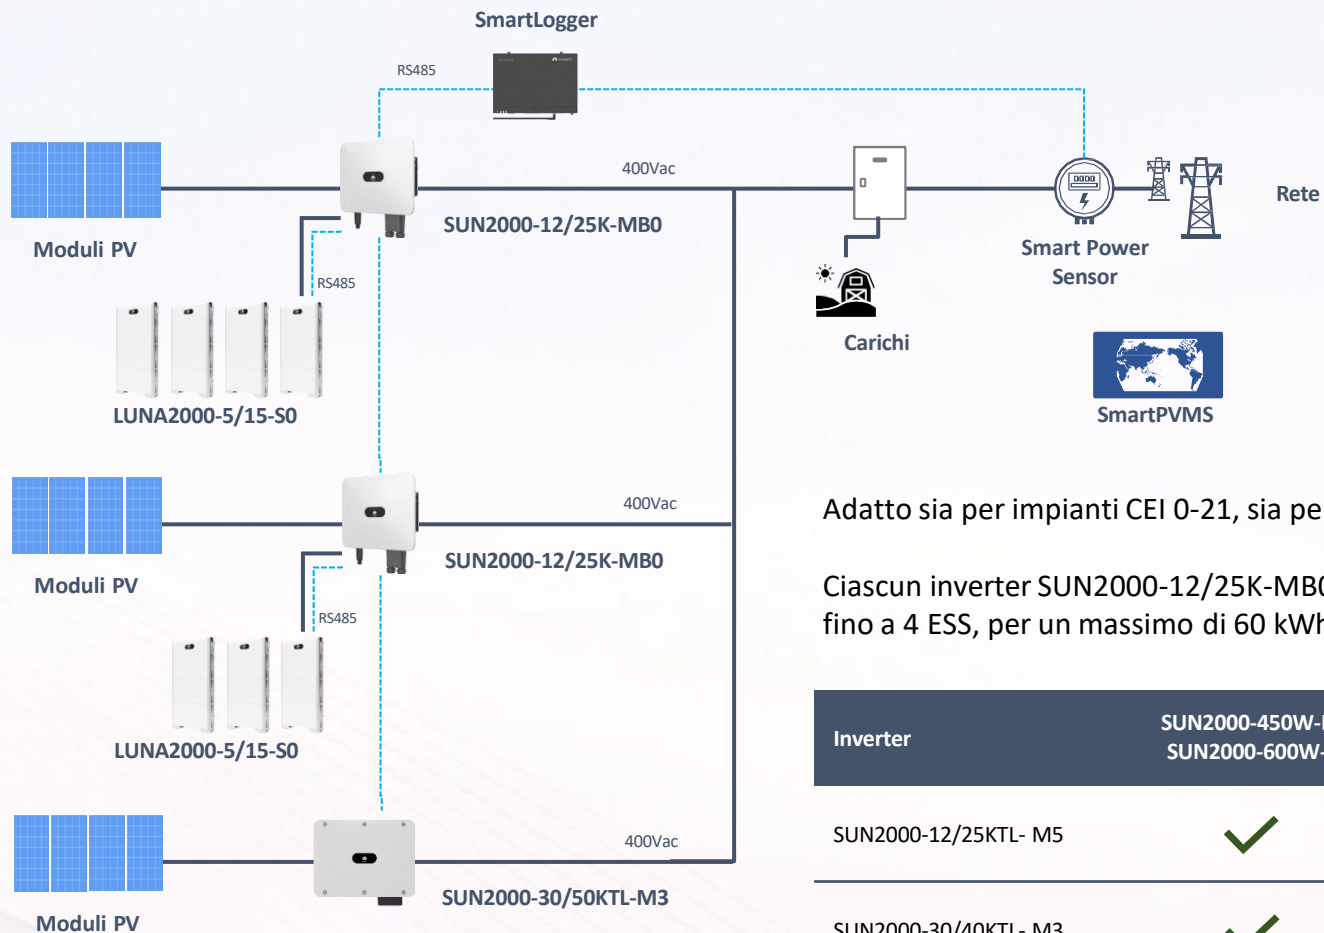 SmartLogger
RS485
400Vac
SUN2000-12/25K-MB0
Moduli PV
RS485
LUNA2000-5/15-S0
Rete
Smart Power
Sensor
Carichi
SmartPVMS
400Vac
SUN2000-12/25K-MB0
Moduli PV
RS485
LUNA2000-5/15-S0
400Vac
SUN2000-30/50KTL-M3
Moduli PV
Adatto sia per impianti CEI 0-21, sia pe
Ciascun inverter SUN2000-12/25K-MB0
fino a 4 ESS, per un massimo di 60 kWh
Inverter
SUN2000-450W-
SUN2000-600W-
SUN2000-12/25KTL- M5
SUN2000-30/40KTL- M3